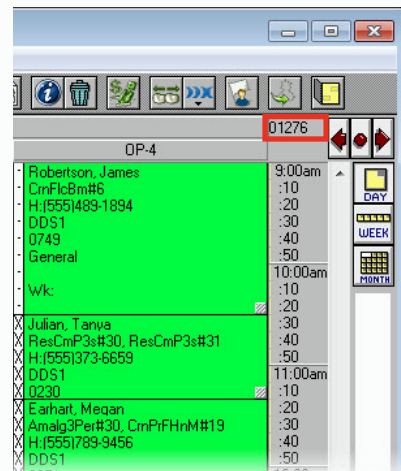 01276
OP-4
Robertson, James
CrnFlcBm#6
H:(555)489-1894
DDS1
0749
General
Wk:
Julian, Tanya
ResCmP3s#30, ResCmP3s#31
H:(555)373-6659
DDS1
0230
Earhart, Megan
Amalg3Per#30, CrnPrFHnM#19
H:(555)789-9456
DDS1
9:00am
:10
:20
:30
:40
:50
10:00am
:10
:20
:30
:40
:50
11:00am
:10
:20
:30
:40
:50
DAY
WEEK
MONTH